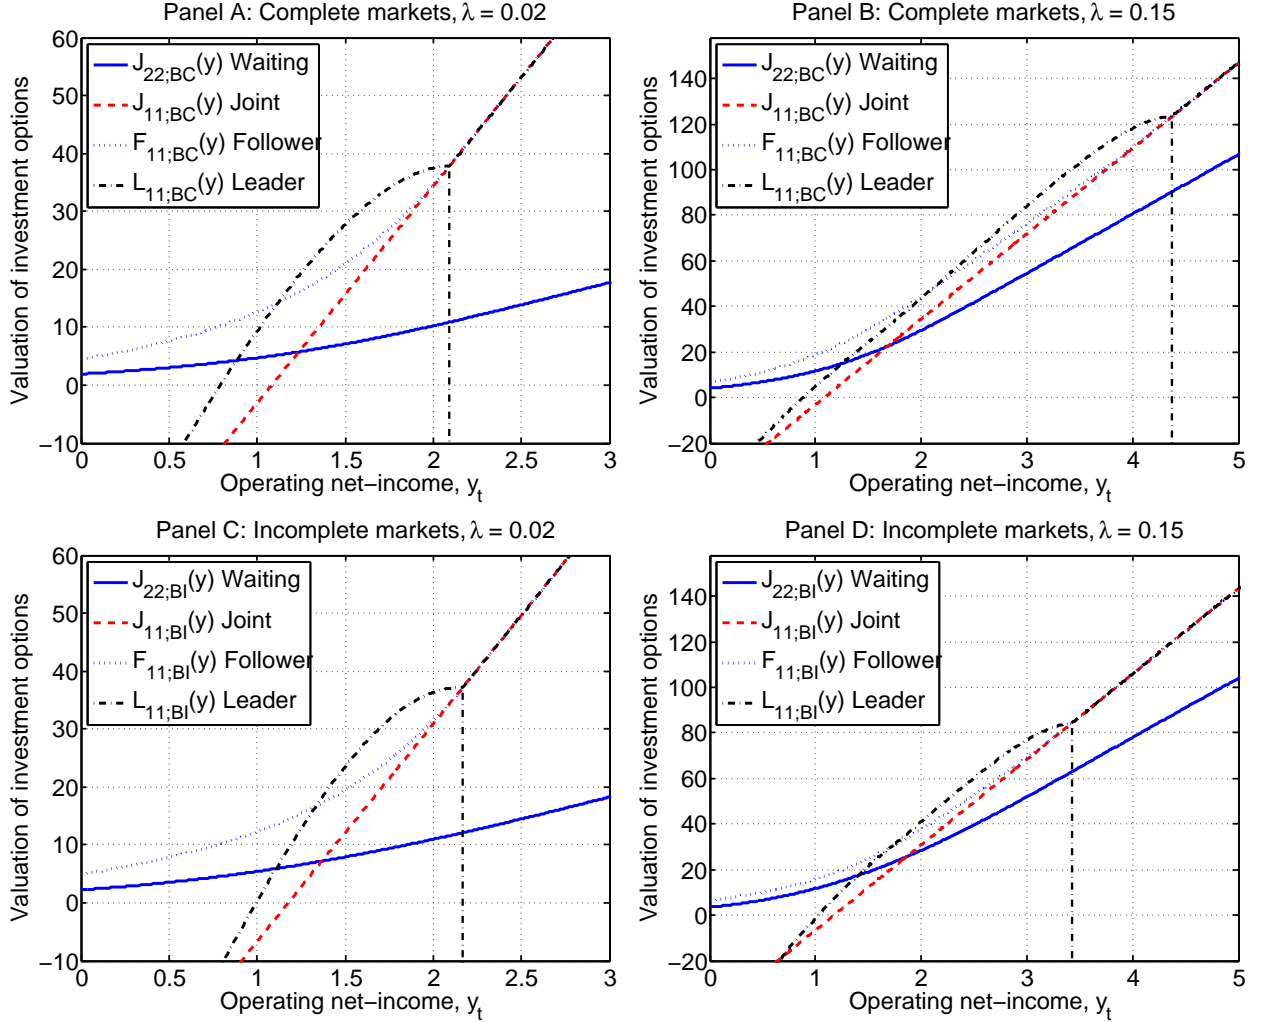 Panel A: Complete markets, λ = 0.02
Valuation of investment options
60
50
40
30
20
10
0
−10
J22;BC(y) Waiting
J11;BC(y) Joint
F11;BC(y) Follower
L11;BC(y) Leader
0 0.5 1 1.5 2 2.5 3
Operating net−income, yt
Panel B: Complete markets, λ = 0.15
Valuation of investment options
140
120
100
80
60
40
20
0
−20
J22;BC(y) Waiting
J11;BC(y) Joint
F11;BC(y) Follower
L11;BC(y) Leader
0 1 2 3 4 5
Operating net−income, yt
Panel C: Incomplete markets, λ = 0.02
Valuation of investment options
60
50
40
30
20
10
0
−10
J22;BI(y) Waiting
J11;BI(y) Joint
F11;BI(y) Follower
L11;BI(y) Leader
0 0.5 1 1.5 2 2.5 3
Operating net−income, yt
Panel D: Incomplete markets, λ = 0.15
Valuation of investment options
140
120
100
80
60
40
20
0
−20
J22;BI(y) Waiting
J11;BI(y) Joint
F11;BI(y) Follower
L11;BI(y) Leader
0 1 2 3 4 5
Operating net−income, yt